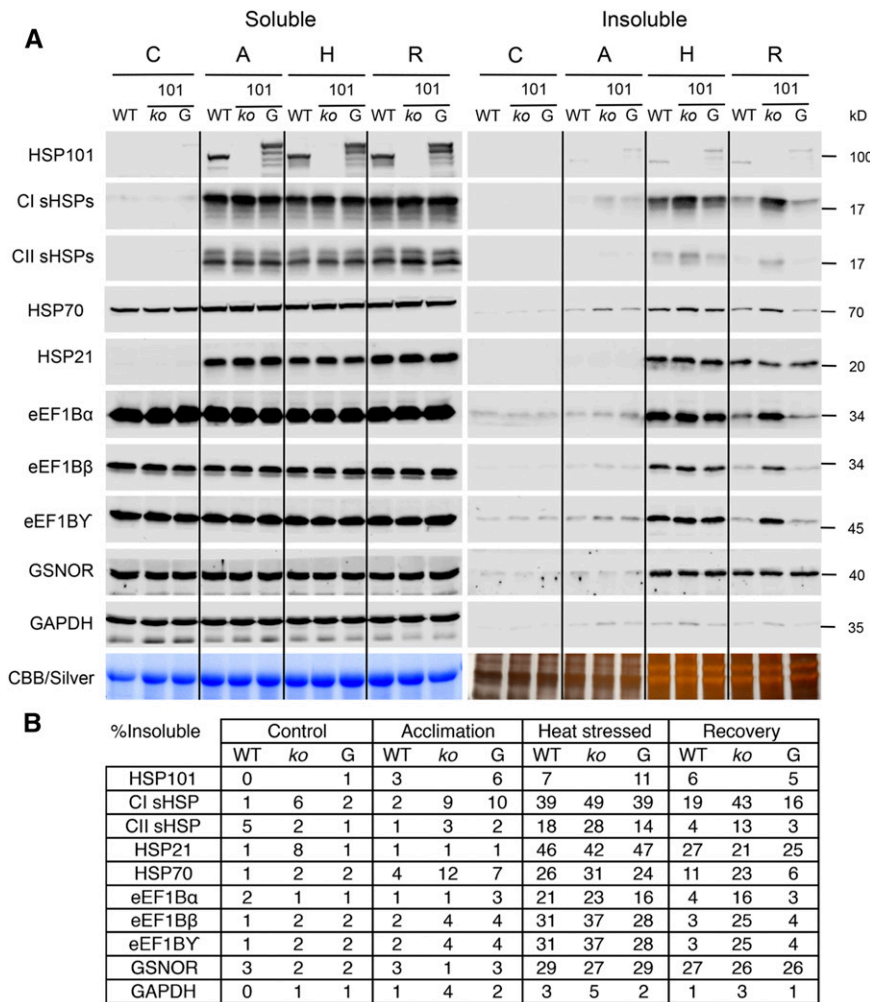 A
Soluble Insoluble
C A H R C A H R
101 101 101 101 101 101 101 101
WT ko G WT ko G WT ko G WT ko G WT ko G WT ko G WT ko G WT ko G kD
HSP101 100
CI sHSPs 17
CII sHSPs 17
HSP70 70
HSP21 20
eEF1Bα 34
eEF1Bβ 34
eEF1Bϒ 45
GSNOR 40
GAPDH 35
CBB/Silver
B
%Insoluble Control Acclimation Heat stressed Recovery
WT ko G WT ko G WT ko G WT ko G
HSP101 0 1 3 6 7 11 6 5
CI sHSP 1 6 2 2 9 10 39 49 39 19 43 16
CII sHSP 5 2 1 1 3 2 18 28 14 4 13 3
HSP21 1 8 1 1 1 1 46 42 47 27 21 25
HSP70 1 2 2 4 12 7 26 31 24 11 23 6
eEF1Bα 2 1 1 1 1 3 21 23 16 4 16 3
eEF1Bβ 1 2 2 2 4 4 31 37 28 3 25 4
eEF1Bϒ 1 2 2 2 4 4 31 37 28 3 25 4
GSNOR 3 2 2 3 1 3 29 27 29 27 26 26
GAPDH 0 1 1 1 4 2 3 5 2 1 3 1